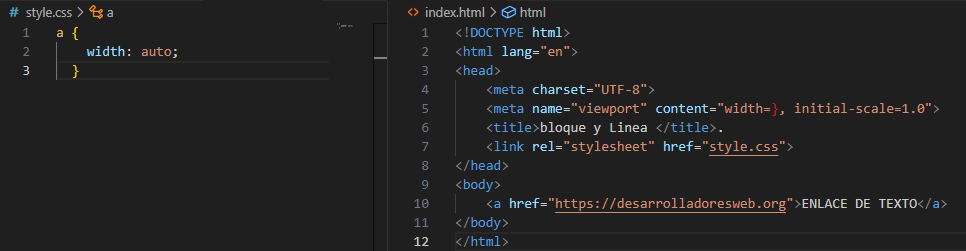 # style.css > a
1 a {
2 width: auto;
3 }
<> index.html > html
1 <!DOCTYPE html>
2 <html lang="en">
3 <head>
4 <meta charset="UTF-8">
5 <meta name="viewport" content="width=}, initial-scale=1.0">
6 <title>bloque y Linea </title>.
7 <link rel="stylesheet" href="style.css">
8 </head>
9 <body>
10 <a href="https://desarrolladoresweb.org">ENLACE DE TEXTO</a>
11 </body>
12 </html>